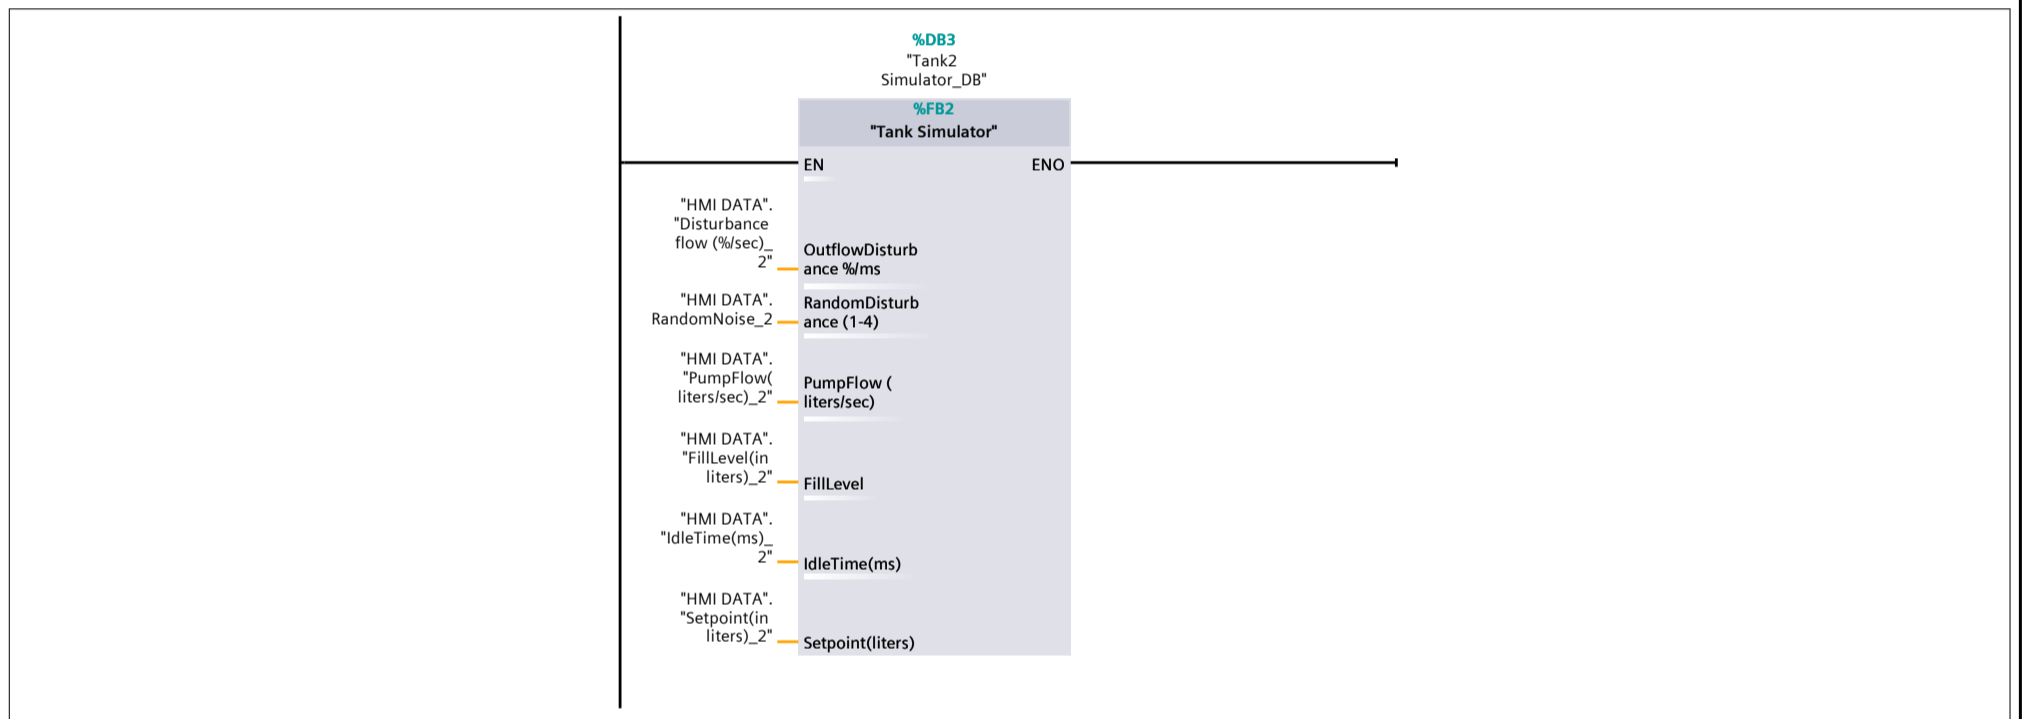 %DB3
"Tank2
Simulator_DB"
%FB2
"Tank Simulator"
EN
ENO
"HMI DATA".
"Disturbance
flow (%/sec)_
2"
OutflowDisturb
ance %/ms
"HMI DATA".
RandomNoise_2
RandomDisturb
ance (1-4)
"HMI DATA".
"PumpFlow(
liters/sec)_2"
PumpFlow (
liters/sec)
"HMI DATA".
"FillLevel(in
liters)_2"
FillLevel
"HMI DATA".
"IdleTime(ms)_
2"
IdleTime(ms)
"HMI DATA".
"Setpoint(in
liters)_2"
Setpoint(liters)